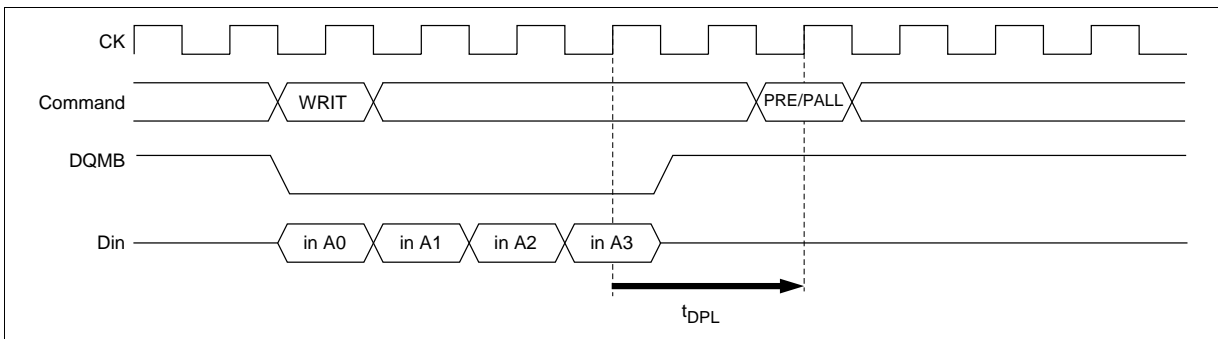 CK
Command WRIT PRE/PALL
DQMB
Din in A0 in A1 in A2 in A3
tDPL